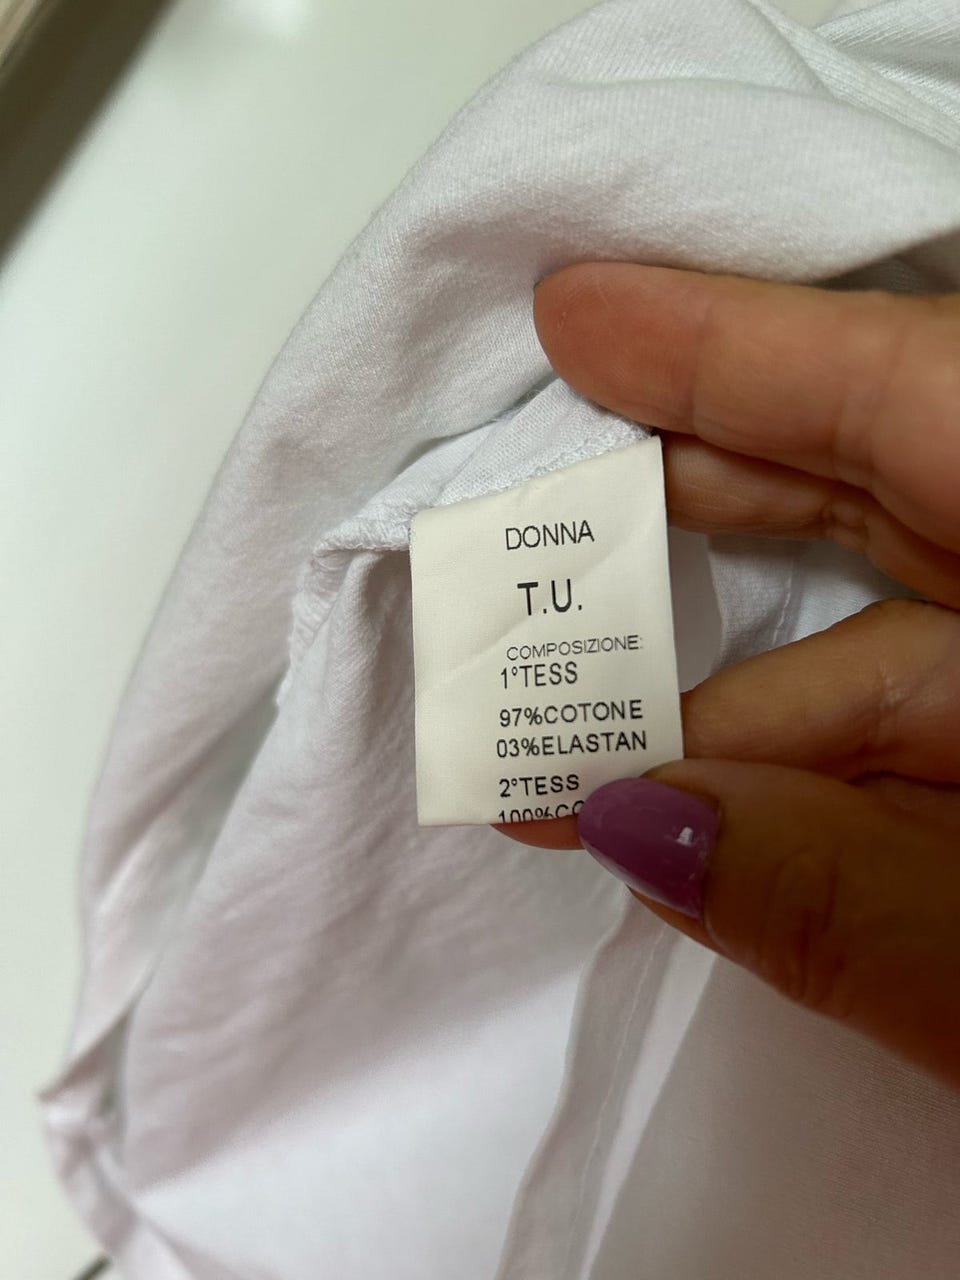 DONNA
T.U.
COMPOSIZIONE:
1°TESS
97%COTONE
03%ELASTAN
2°TESS